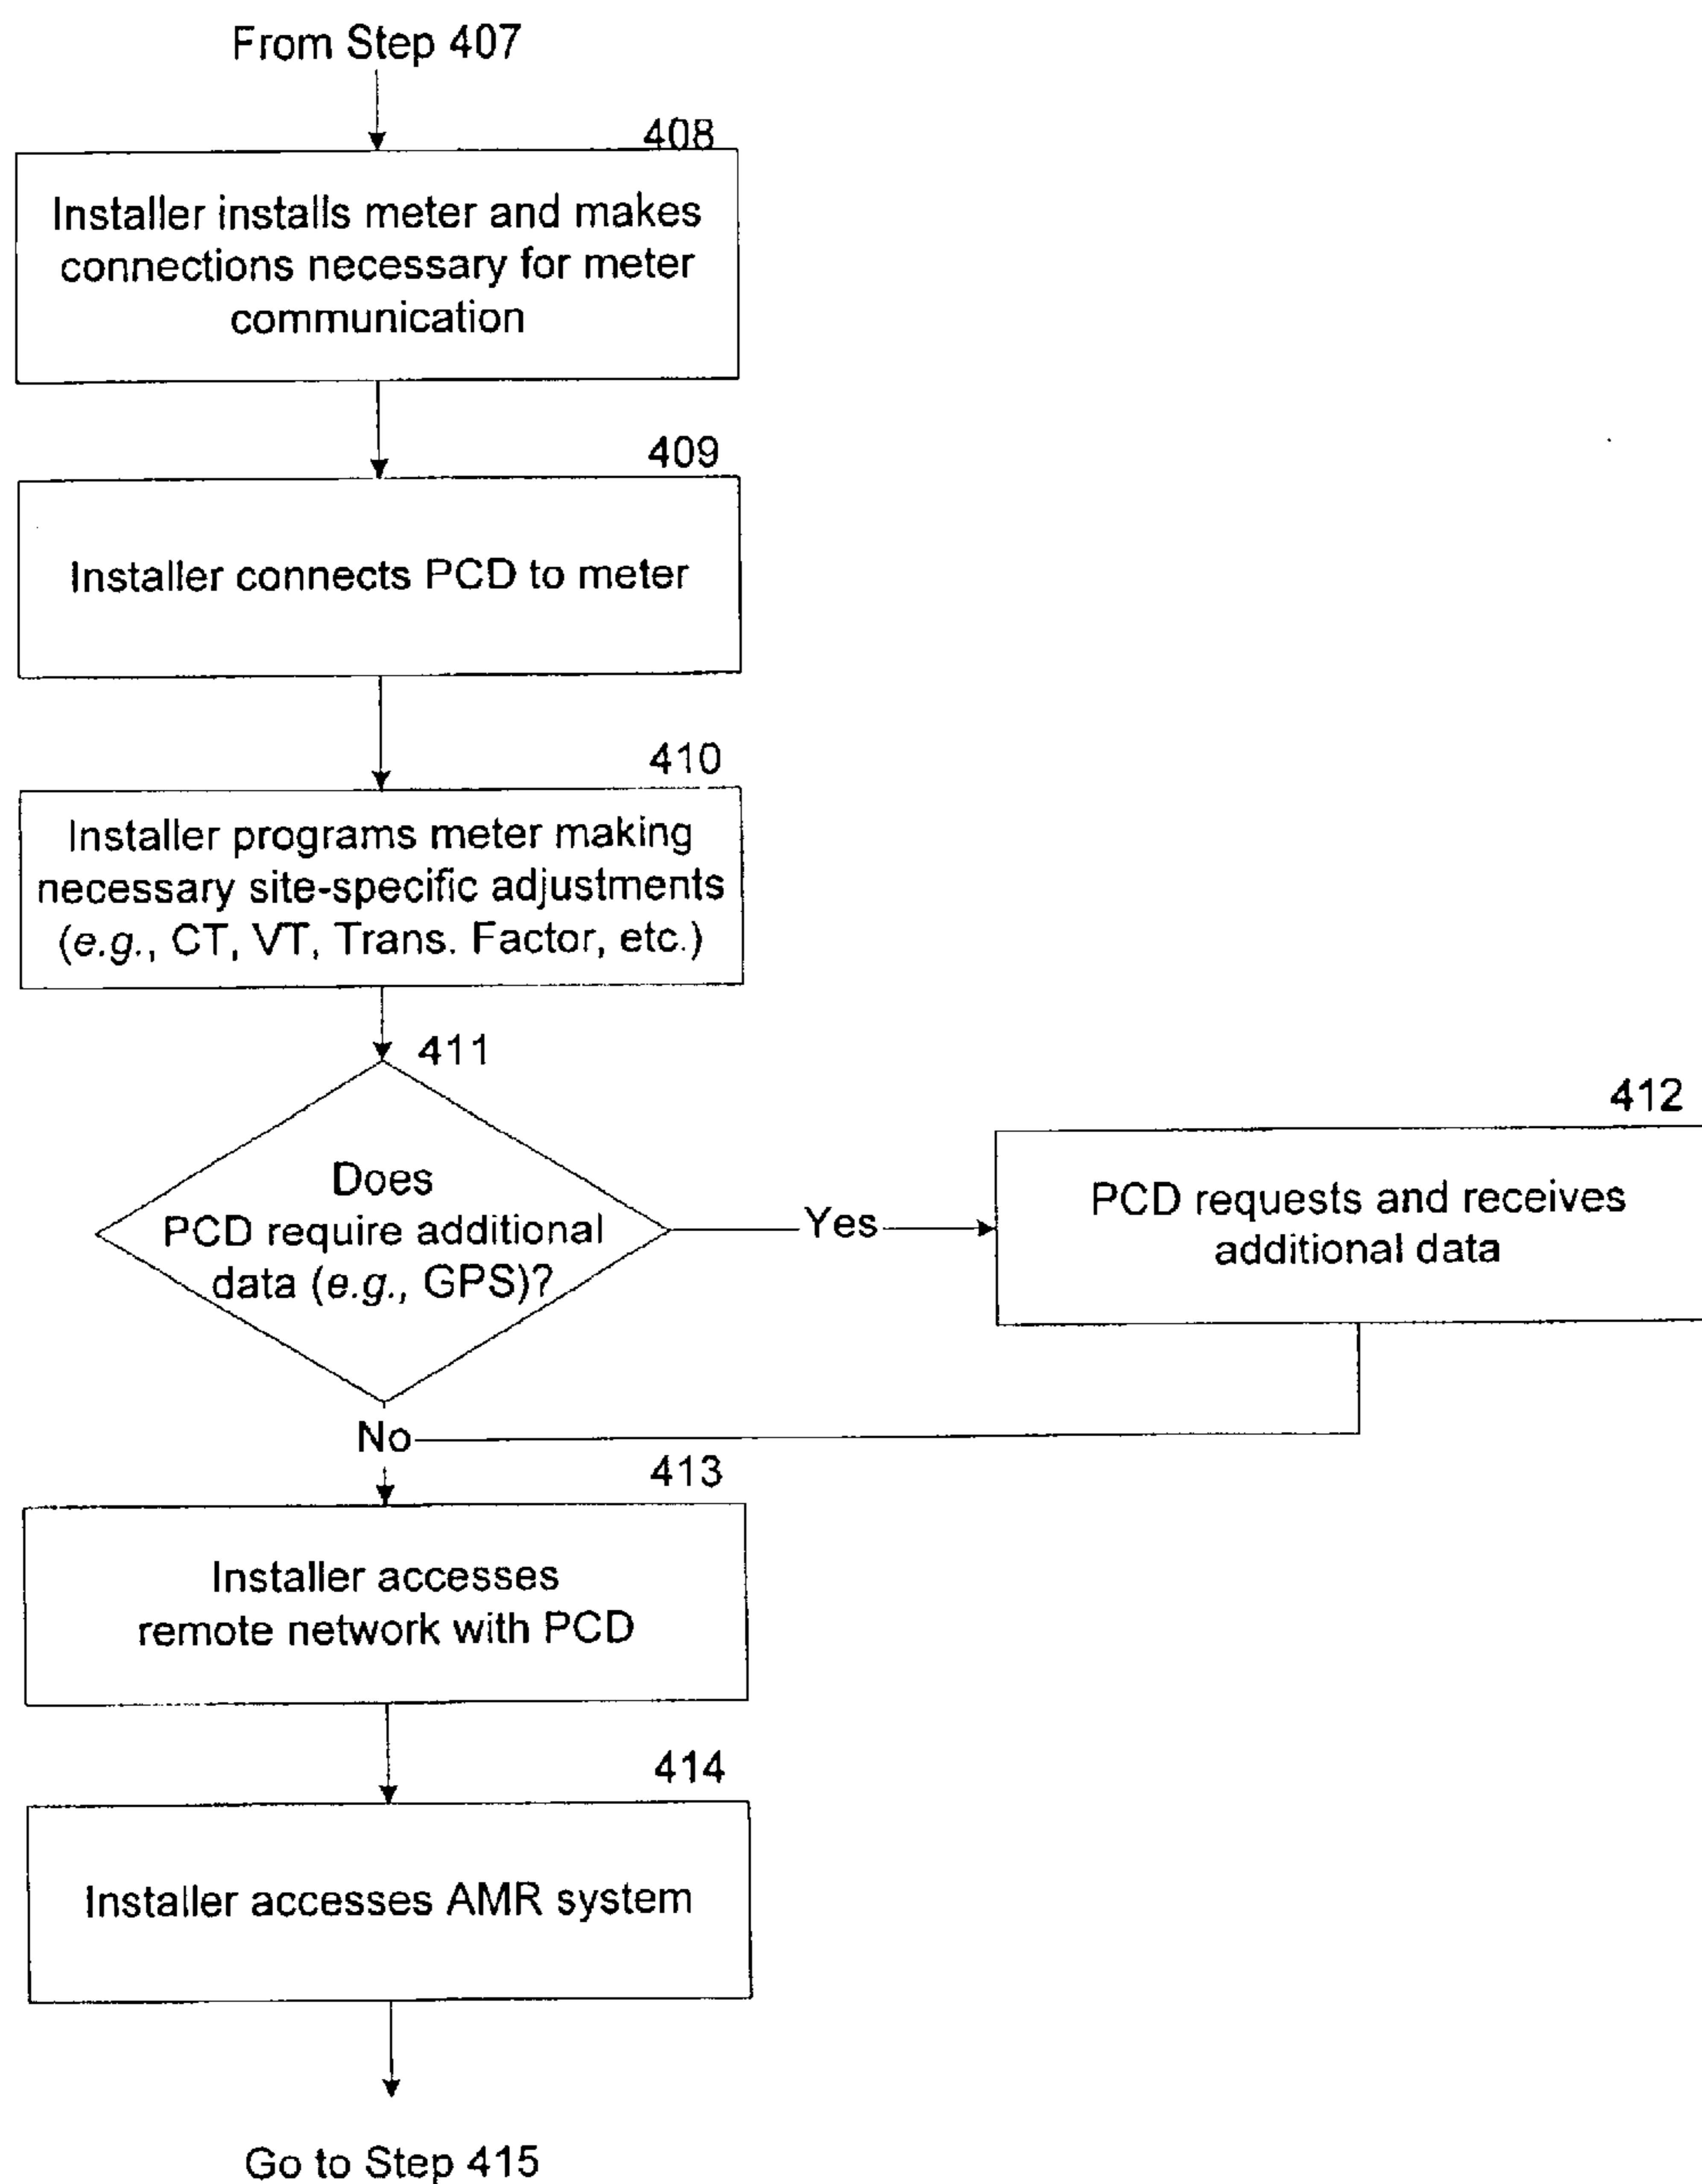 From Step 407
408
Installer installs meter and makes
connections necessary for meter
communication
409
Installer connects PCD to meter
410
Installer programs meter making
necessary site-specific adjustments
(e.g., CT, VT, Trans. Factor, etc.)
411
Does
PCD require additional
data (e.g., GPS)?
Yes
412
PCD requests and receives
additional data
No
413
Installer accesses
remote network with PCD
414
Installer accesses AMR system
Go to Step 415